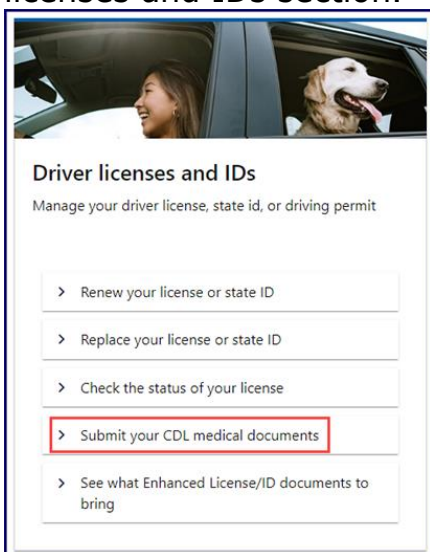 licenses and IDs section.
Driver licenses and IDs
Manage your driver license, state id, or driving permit
Renew your license or state ID
Replace your license or state ID
Check the status of your license
Submit your CDL medical documents
See what Enhanced License/ID documents to
bring